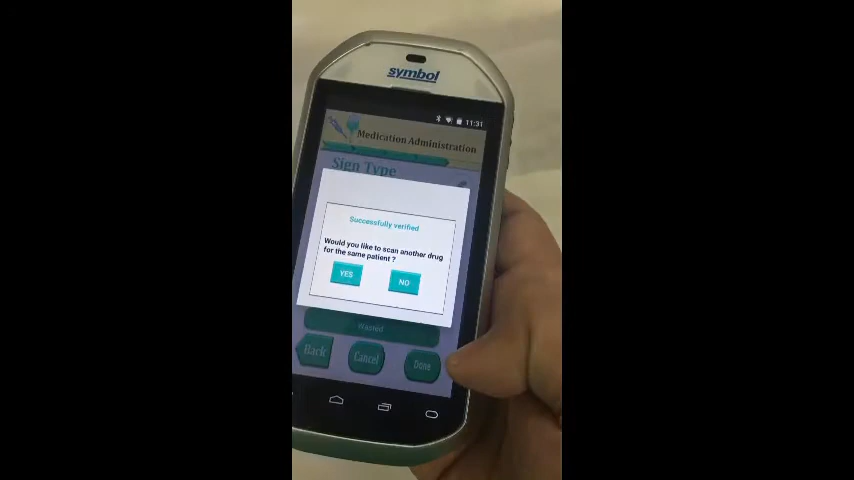 symbol
11:31
Medication Administration
Sign Type
Successfully verified
Would you like to scan another drug
for the same patient ?
YES
NO
Wasted
Back
Cancel
Done